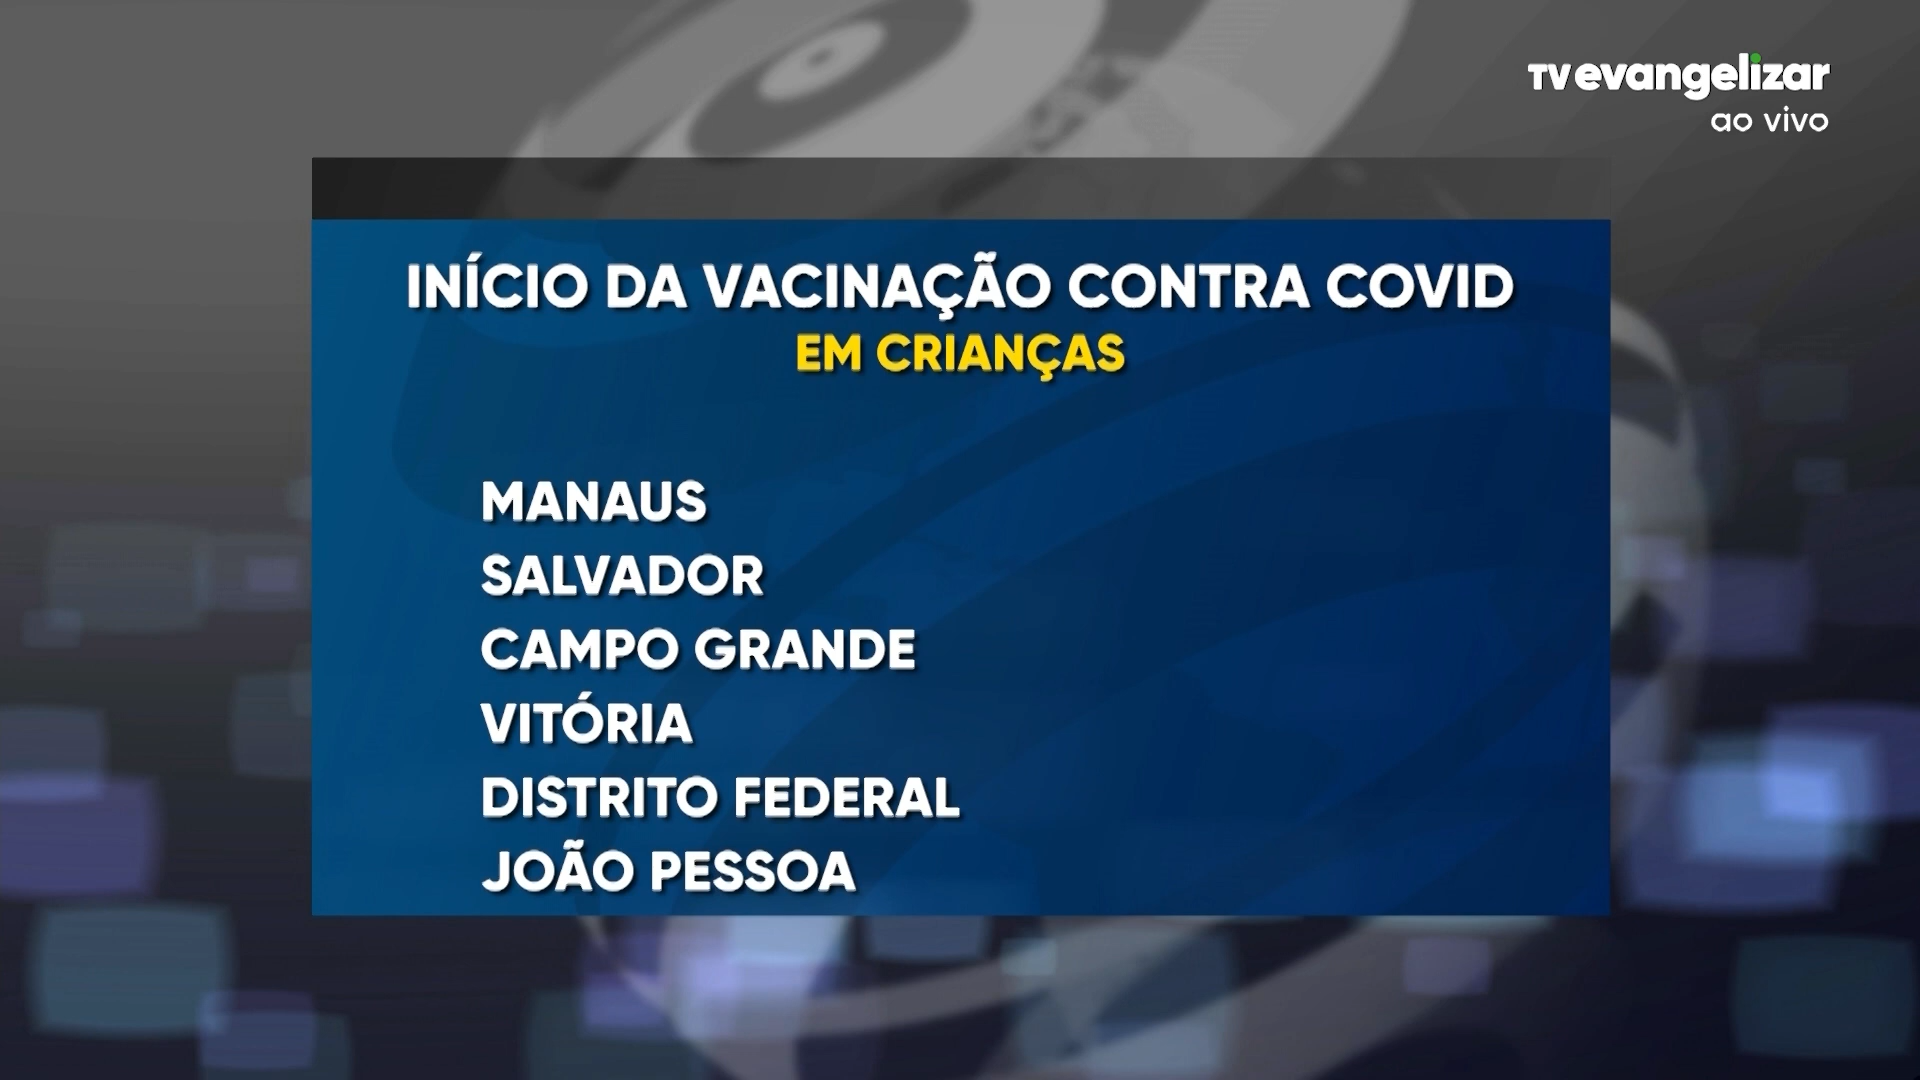 TVevangelizar
ao vivo
INÍCIO DA VACINAÇÃO CONTRA COVID
EM CRIANÇAS
MANAUS
SALVADOR
CAMPO GRANDE
VITÓRIA
DISTRITO FEDERAL
JOÃO PESSOA